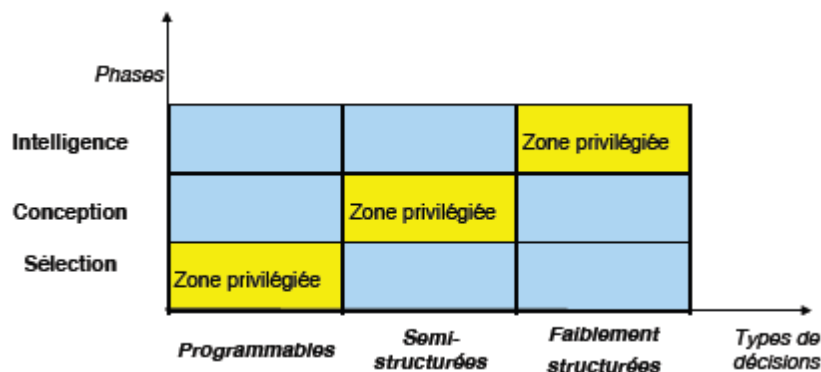 Phases
Intelligence
Zone privilégiée
Conception
Zone privilégiée
Sélection
Zone privilégiée
Programmables
Semi-
structurées
Faiblement
structurées
Types de
décisions